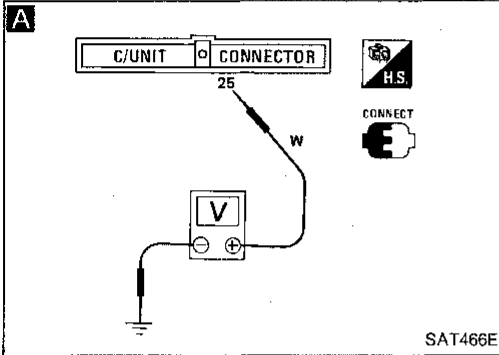 A
C/UNIT CONNECTOR
H.S.
25
CONNECT
W
V
SAT466E